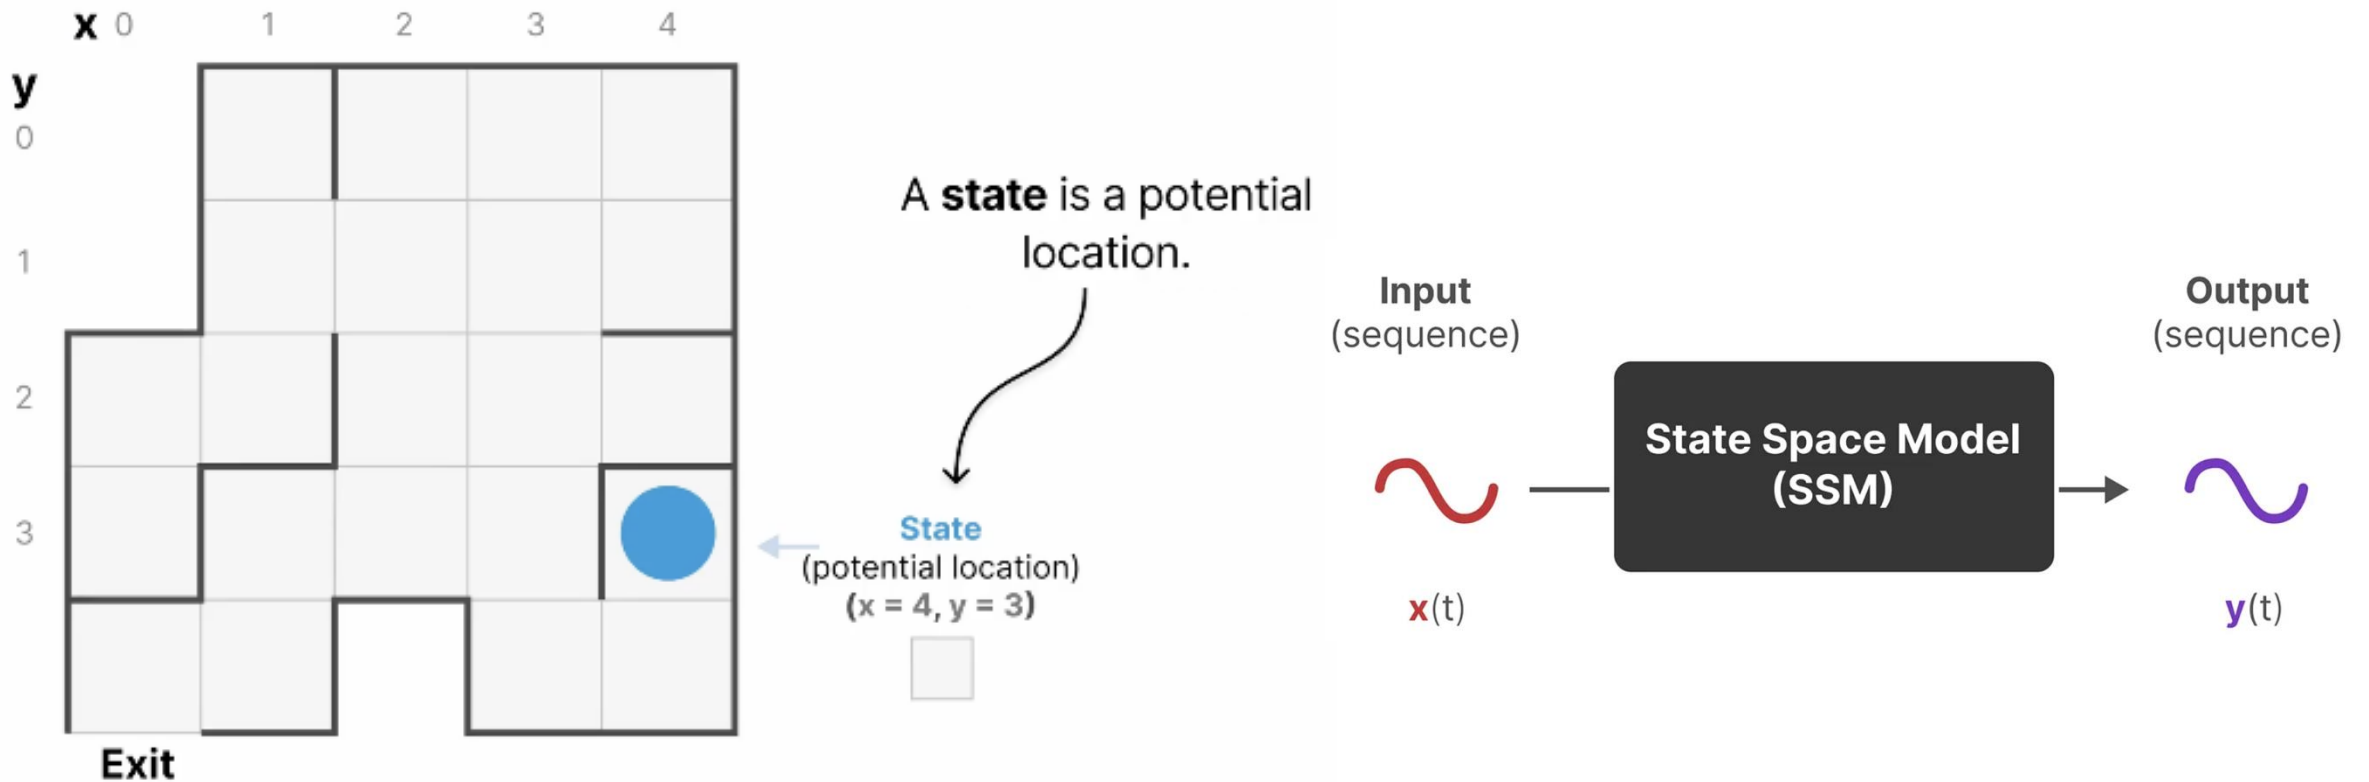 x 0 1 2 3 4
y
0
1
2
3
Exit
A state is a potential
location.
State
(potential location)
(x = 4, y = 3)
Input
(sequence)
x(t)
State Space Model
(SSM)
Output
(sequence)
y(t)